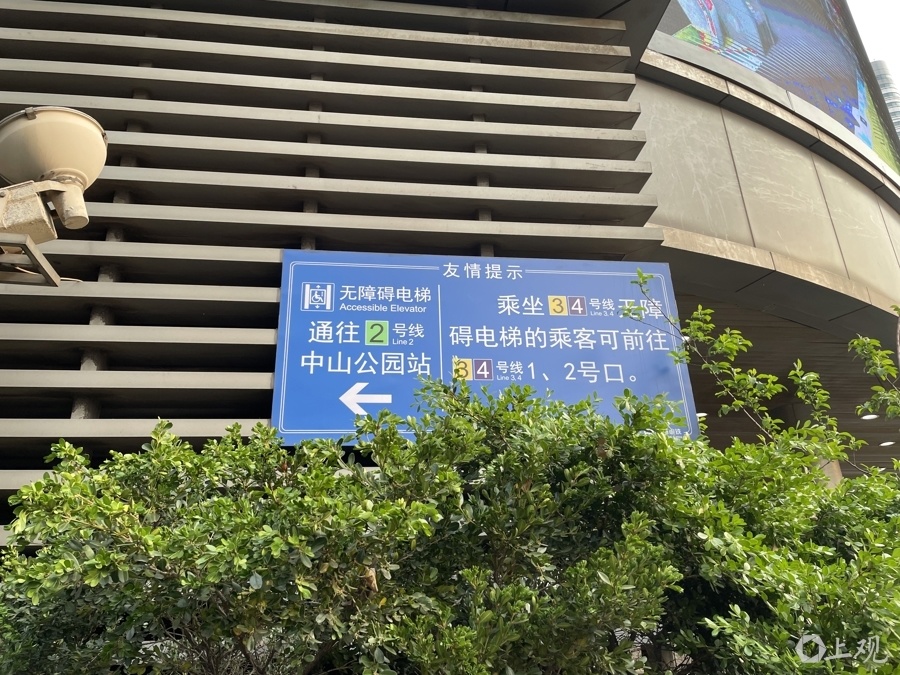 友情提示
无障碍电梯
Accessible Elevator
通往 2 号线
Line 2
中山公园站
乘坐 3 4 号线无障
Line 3, 4
碍电梯的乘客可前往
3 4 号线 1、2号口。
Line 3, 4
上观